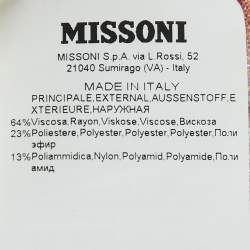 MISSONI
MISSONI S.p.A. via L.Rossi, 52
21040 Sumirago (VA) - Italy
MADE IN ITALY
PRINCIPALE,EXTERNAL,AUSSENSTOFF,E
XTERIEURE,НАРУЖНАЯ
64%Viscosa,Rayon,Viskose,Viscose,Вискоза
23%Poliestere,Polyester,Polyester,Polyester,Поли
эфир
13%Poliammidica,Nylon,Polyamid,Polyamide,Поли
амид